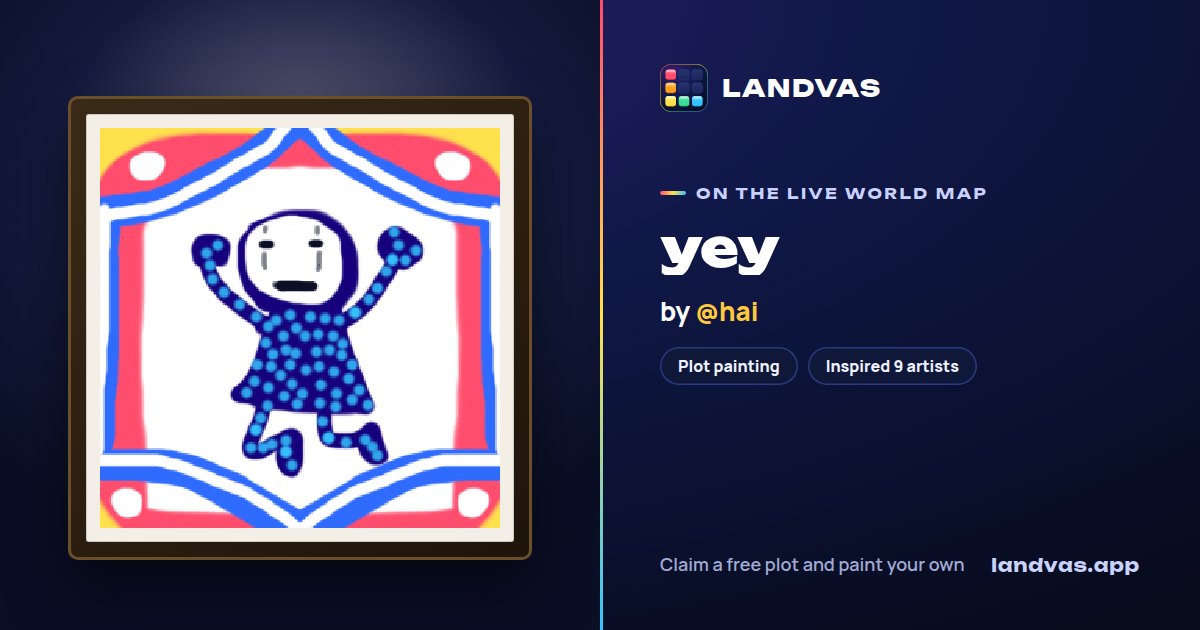 LANDVAS
ON THE LIVE WORLD MAP
yey
by @hai
Plot painting
Inspired 9 artists
Claim a free plot and paint your own
landvas.app